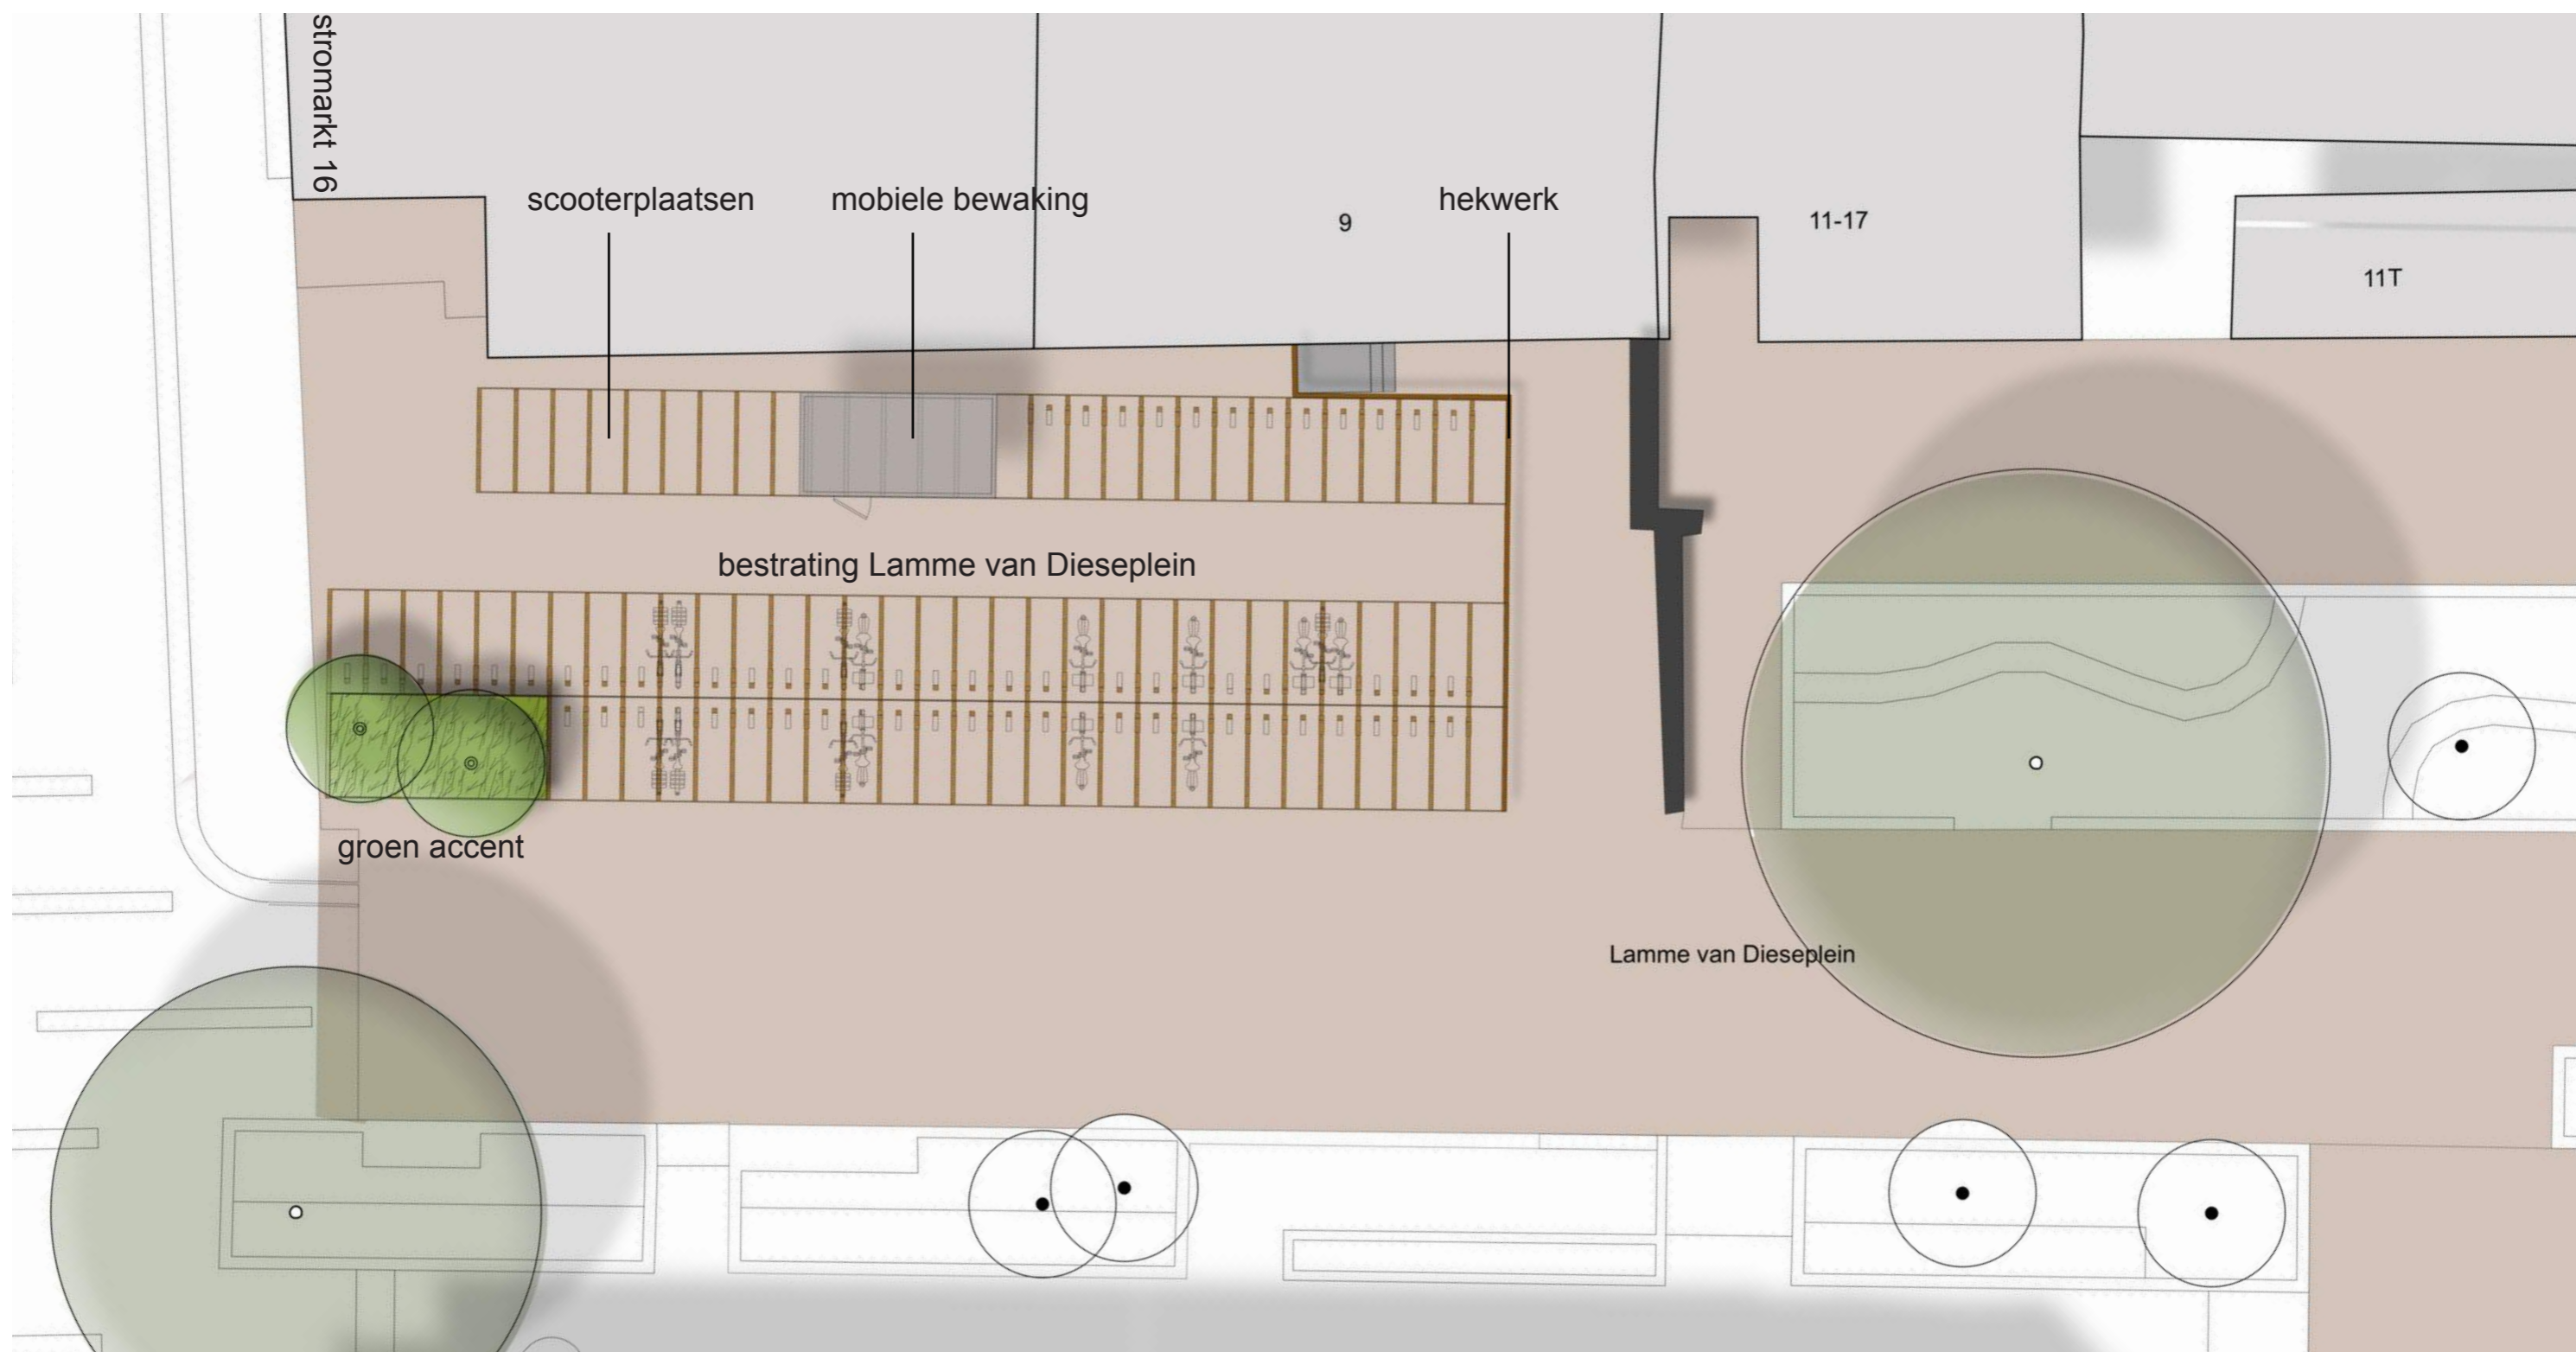 stromarkt 16
scooterplaatsen
mobiele bewaking
hekwerk
9
11-17
11T
bestrating Lamme van Dieseplein
groen accent
Lamme van Dieseplein